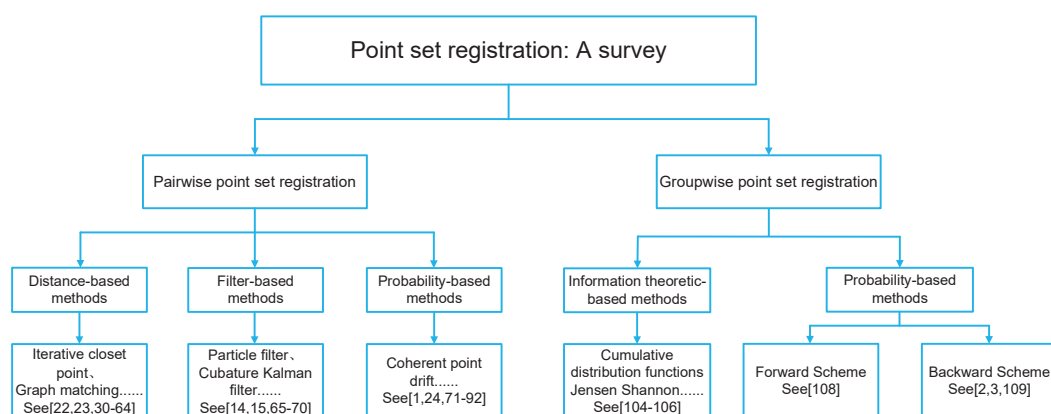 Point set registration: A survey
Pairwise point set registration
Groupwise point set registration
Distance-based
methods
Filter-based
methods
Probability-based
methods
Information theoretic-
based methods
Probability-based
methods
Iterative closet
point、
Graph matching......
See[22,23,30-64]
Particle filter、
Cubature Kalman
filter......
See[14,15,65-70]
Coherent point
drift......
See[1,24,71-92]
Cumulative
distribution functions
Jensen Shannon......
See[104-106]
Forward Scheme
See[108]
Backward Scheme
See[2,3,109]